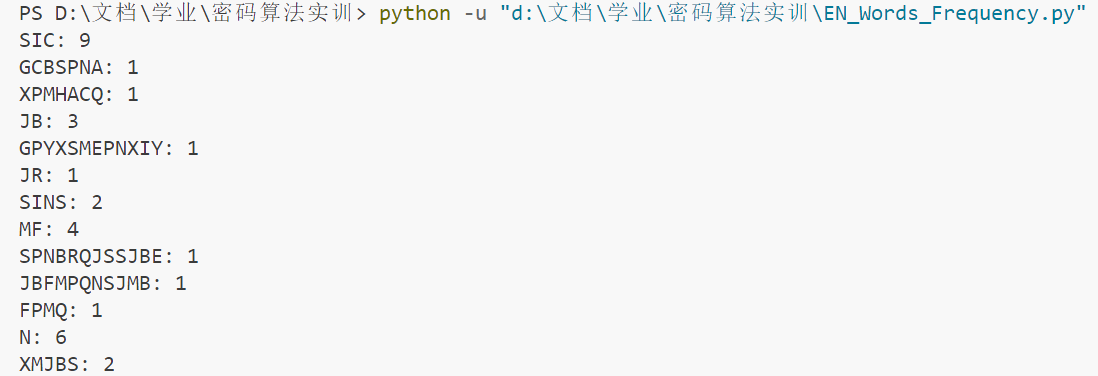 PS D:\文档\学业\密码算法实训> python -u "d:\文档\学业\密码算法实训\EN_Words_Frequency.py"
SIC: 9
GCBSPNA: 1
XPMHACQ: 1
JB: 3
GPYXSMEPNXIY: 1
JR: 1
SINS: 2
MF: 4
SPNBRQJSSJBE: 1
JBFMPQNSJMB: 1
FPMQ: 1
N: 6
XMJBS: 2